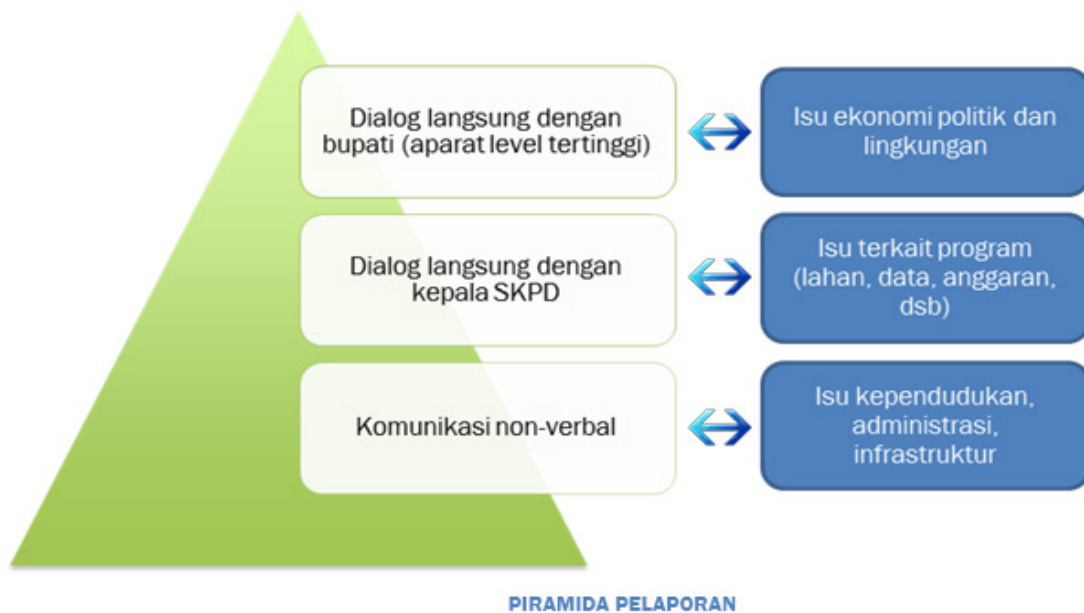 Dialog langsung dengan
bupati (aparat level tertinggi)
Isu ekonomi politik dan
lingkungan
Dialog langsung dengan
kepala SKPD
Isu terkait program
(lahan, data, anggaran,
dsb)
Komunikasi non-verbal
Isu kependudukan,
administrasi,
infrastruktur
PIRAMIDA PELAPORAN